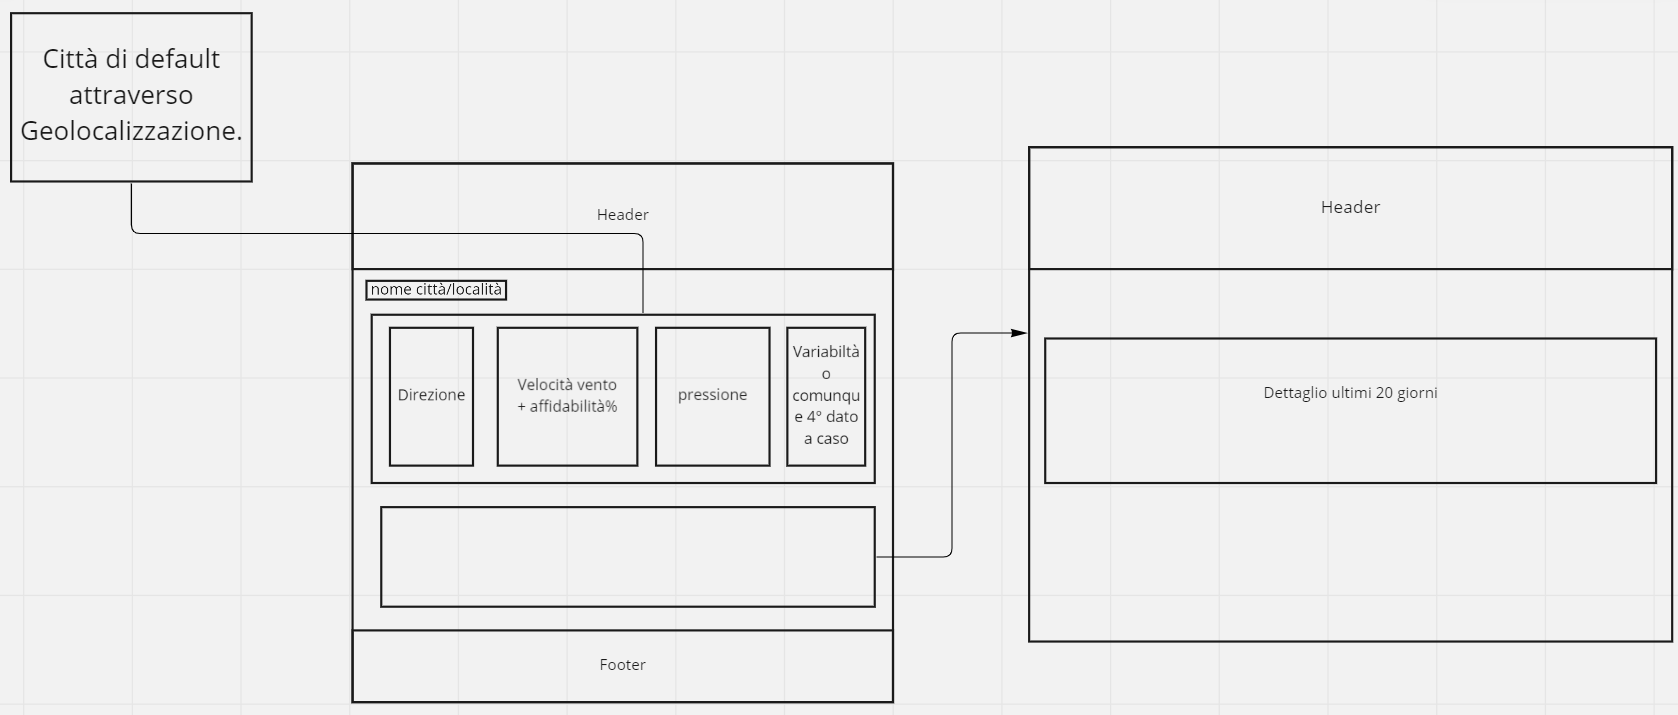 Città di default
attraverso
Geolocalizzazione.
Header
nome città/località
Direzione
Velocità vento
+ affidabilità%
pressione
Variabiltà
o
comunqu
e 4° dato
a caso
Footer
Header
Dettaglio ultimi 20 giorni